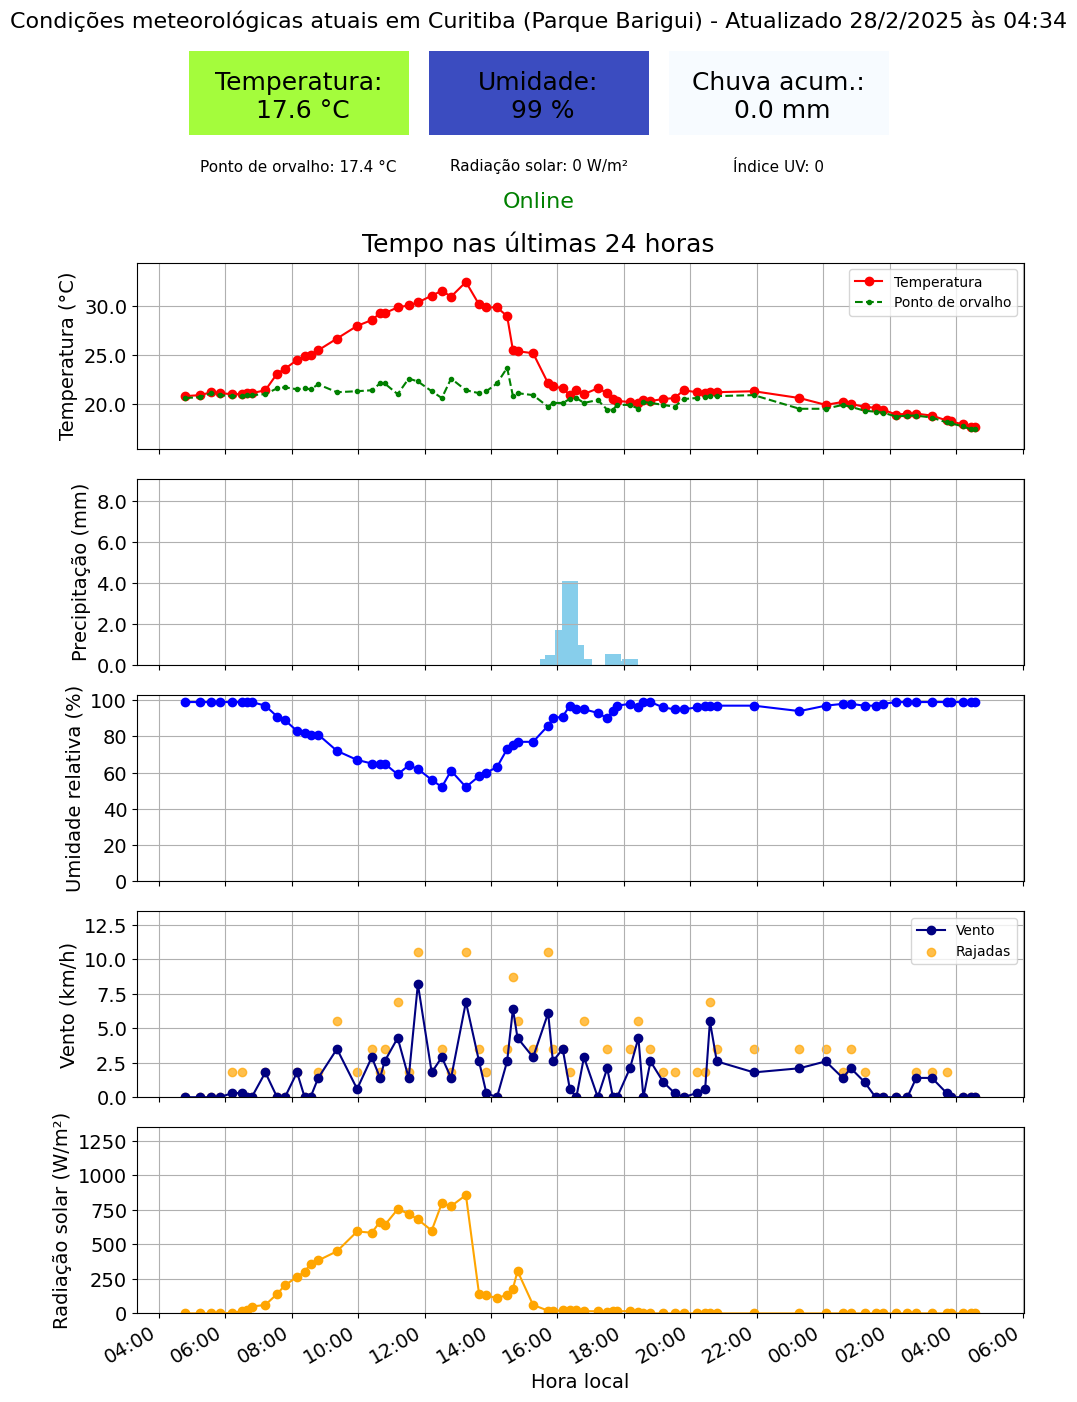 Condições meteorológicas atuais em Curitiba (Parque Barigui) - Atualizado 28/2/2025 às 04:34
Temperatura:
17.6 °C
Umidade:
99 %
Chuva acum.:
0.0 mm
Ponto de orvalho: 17.4 °C
Radiação solar: 0 W/m²
Índice UV: 0
Online
Tempo nas últimas 24 horas
Temperatura (°C)
30.0
25.0
20.0
Temperatura
Ponto de orvalho
Precipitação (mm)
8.0
6.0
4.0
2.0
0.0
Umidade relativa (%)
100
80
60
40
20
0
Vento (km/h)
12.5
10.0
7.5
5.0
2.5
0.0
Vento
Rajadas
Radiação solar (W/m²)
1250
1000
750
500
250
0
04:00
06:00
08:00
10:00
12:00
14:00
16:00
18:00
20:00
22:00
00:00
02:00
04:00
06:00
Hora local